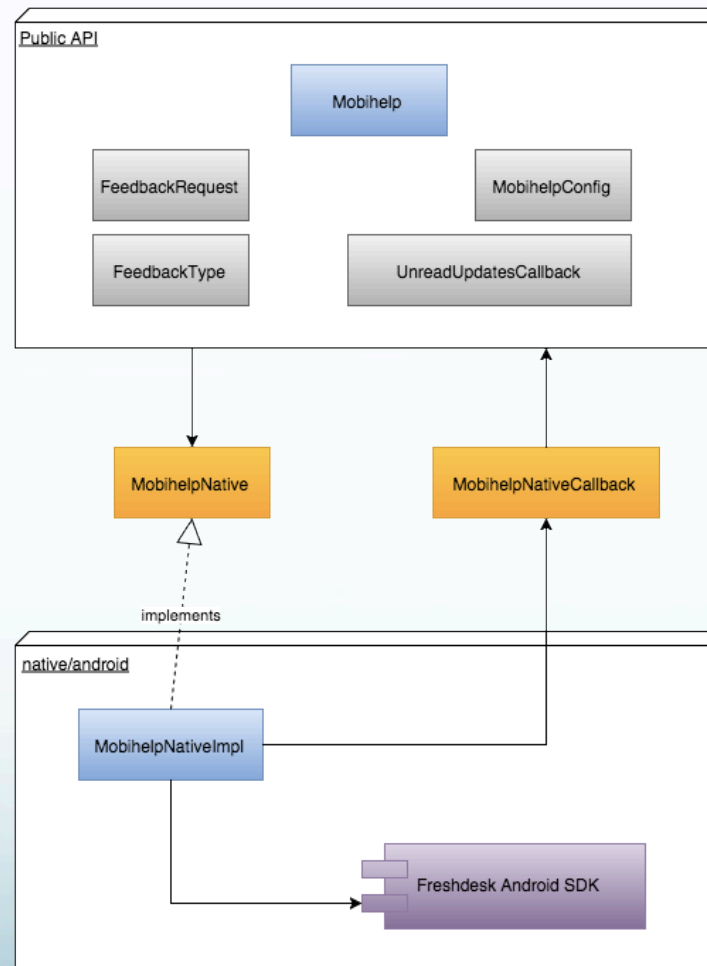 Public API
Mobihelp
FeedbackRequest
MobihelpConfig
FeedbackType
UnreadUpdatesCallback
MobihelpNative
MobihelpNativeCallback
implements
native/android
MobihelpNativeImpl
Freshdesk Android SDK